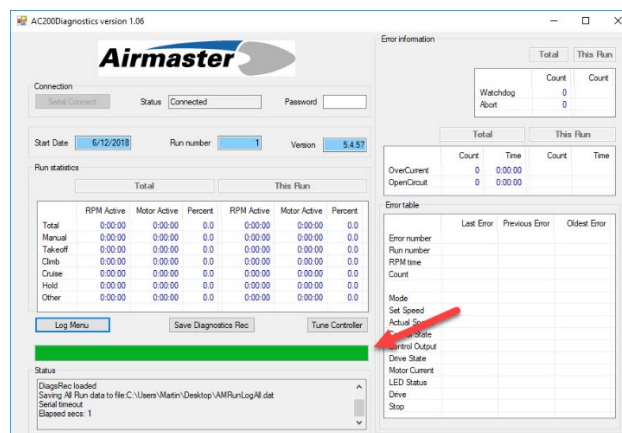 AC200Diagnostics version 1.06
Airmaster
Connection
Serial Connect Status Connected Password
Start Date 6/12/2018 Run number 1 Version 5.4.57
Run statistics
Total This Run
RPM Active Motor Active Percent RPM Active Motor Active Percent
Total 0:00:00 0:00:00 0.0 0:00:00 0:00:00 0.0
Manual 0:00:00 0:00:00 0.0 0:00:00 0:00:00 0.0
Takeoff 0:00:00 0:00:00 0.0 0:00:00 0:00:00 0.0
Climb 0:00:00 0:00:00 0.0 0:00:00 0:00:00 0.0
Cruise 0:00:00 0:00:00 0.0 0:00:00 0:00:00 0.0
Hold 0:00:00 0:00:00 0.0 0:00:00 0:00:00 0.0
Other 0:00:00 0:00:00 0.0 0:00:00 0:00:00 0.0
Log Menu Save Diagnostics Rec Tune Controller
Status
DiagsRec loaded
Saving All Run data to file:C:\Users\Martin\Desktop\AMRunLogAll.dat
Serial timeout
Elapsed secs: 1
Error information
Total This Run
Count Count
Watchdog 0
Abort 0
Total This Run
Count Time Count Time
OverCurrent 0 0:00:00
OpenCircuit 0 0:00:00
Error table
Last Error Previous Error Oldest Error
Error number
Run number
RPM time
Count
Mode
Set Speed
Actual
State
Control Output
Drive State
Motor Current
LED Status
Drive
Stop